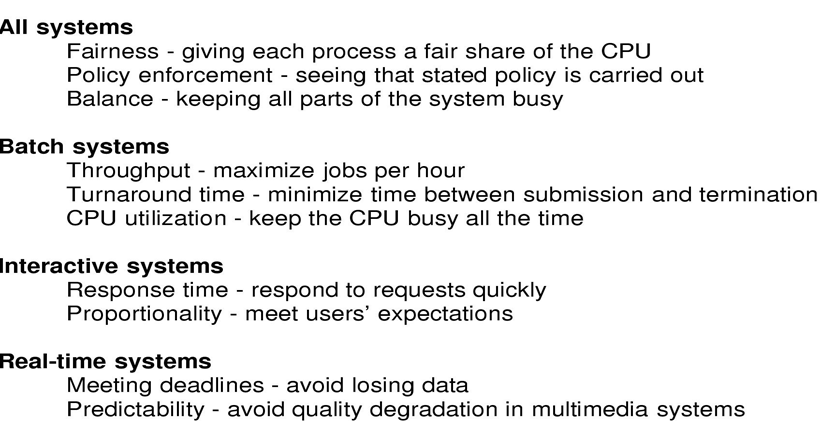 All systems
Fairness - giving each process a fair share of the CPU
Policy enforcement - seeing that stated policy is carried out
Balance - keeping all parts of the system busy
Batch systems
Throughput - maximize jobs per hour
Turnaround time - minimize time between submission and termination
CPU utilization - keep the CPU busy all the time
Interactive systems
Response time - respond to requests quickly
Proportionality - meet users’ expectations
Real-time systems
Meeting deadlines - avoid losing data
Predictability - avoid quality degradation in multimedia systems